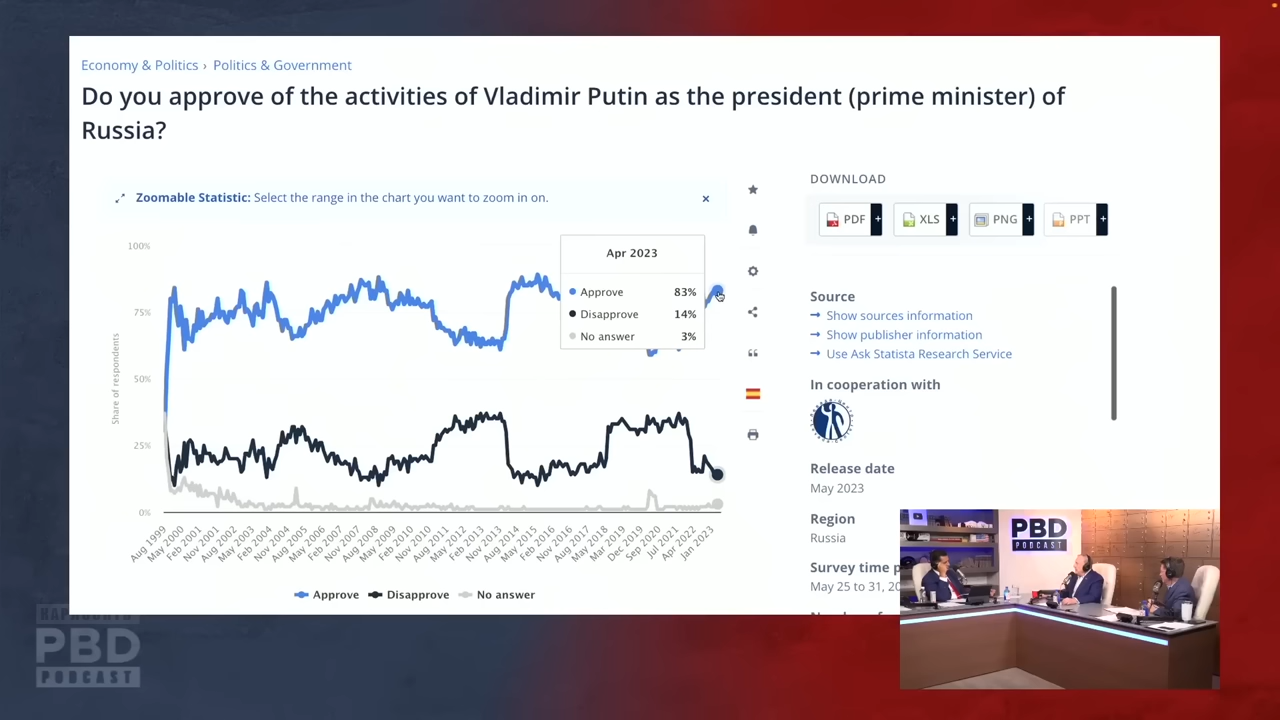 Economy & Politics › Politics & Government
Do you approve of the activities of Vladimir Putin as the president (prime minister) of
Russia?
Zoomable Statistic: Select the range in the chart you want to zoom in on.
×
DOWNLOAD
PDF +
XLS +
PNG +
PPT +
100%
75%
50%
25%
0%
Share of respondents
Apr 2023
Approve 83%
Disapprove 14%
No answer 3%
Aug 1999
May 2000
Feb 2001
Nov 2001
Aug 2002
May 2003
Feb 2004
Nov 2004
Aug 2005
May 2006
Feb 2007
Nov 2007
Aug 2008
May 2009
Feb 2010
Nov 2010
Aug 2011
May 2012
Feb 2013
Nov 2013
Aug 2014
May 2015
Feb 2016
Nov 2016
Aug 2017
May 2018
Mar 2019
Dec 2019
Sep 2020
Jul 2021
Apr 2022
Jan 2023
Approve
Disapprove
No answer
Source
Show sources information
Show publisher information
Use Ask Statista Research Service
In cooperation with
Release date
May 2023
Region
Russia
Survey time p
May 25 to 31, 20
PBD
PODCAST
PBD
PODCAST